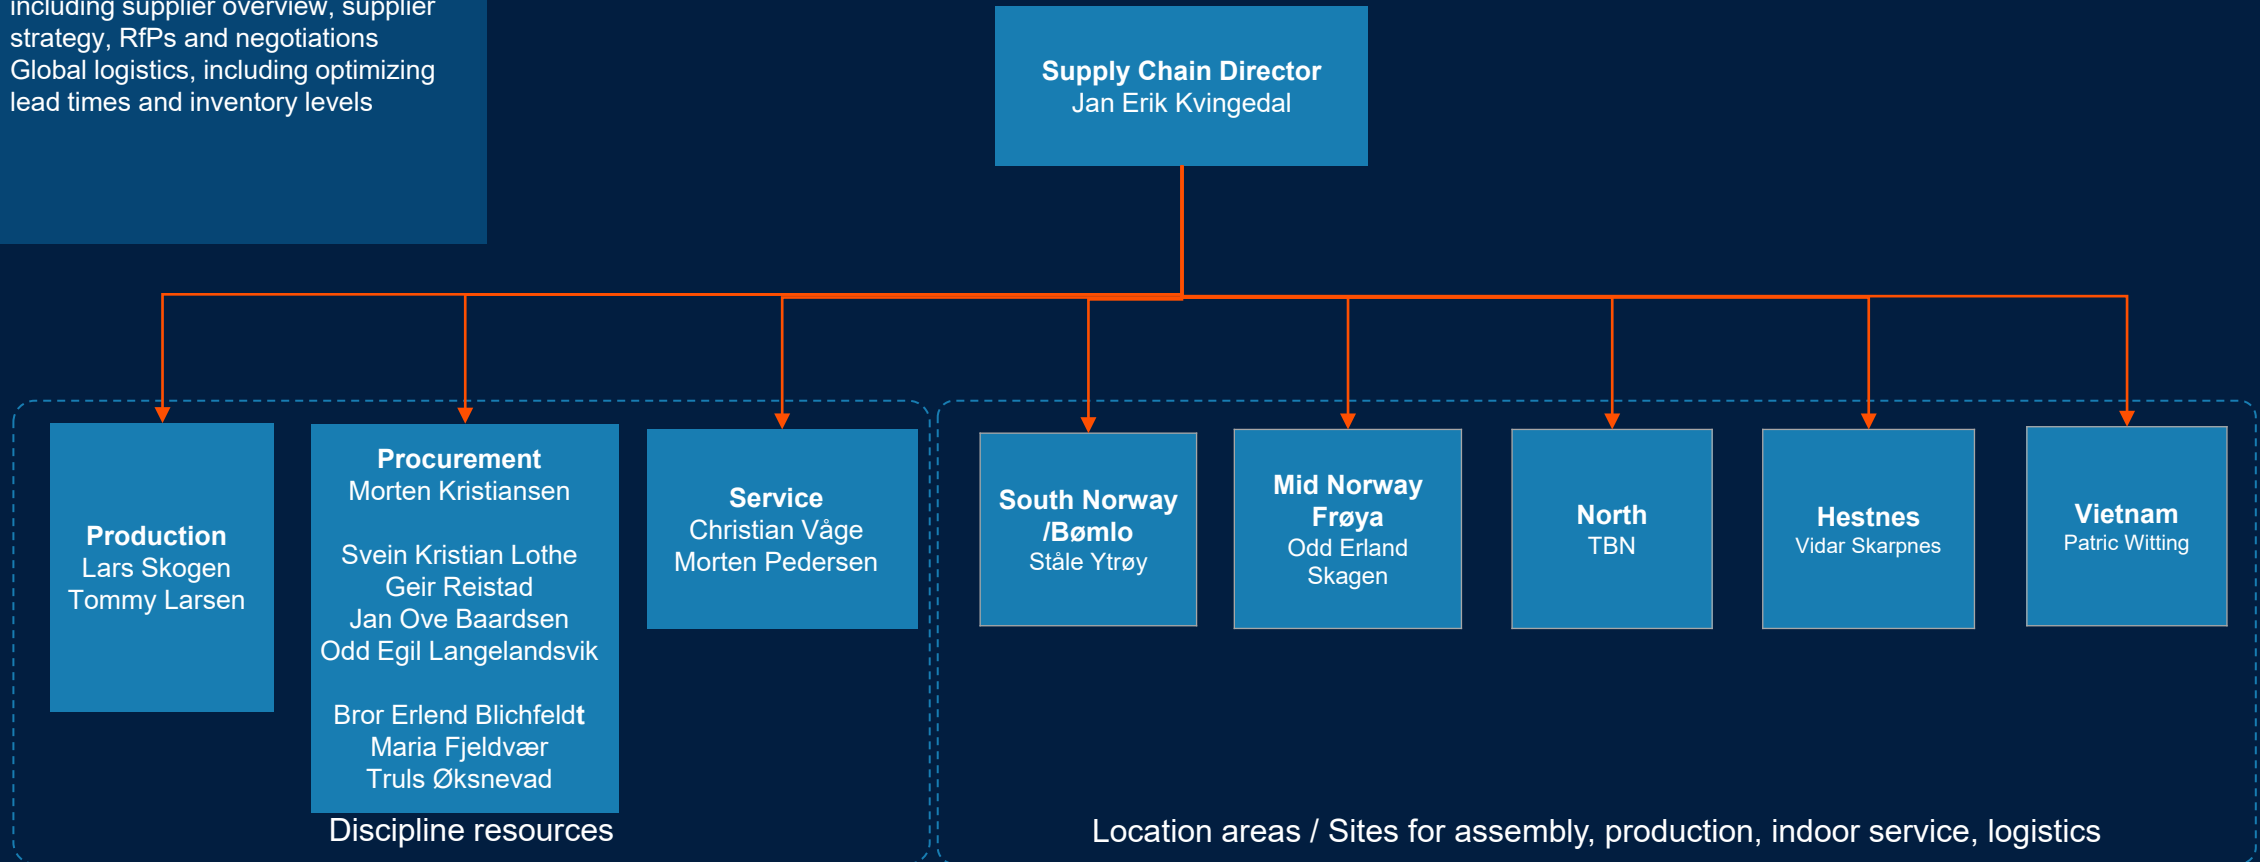 including supplier overview, supplier
strategy, RfPs and negotiations
Global logistics, including optimizing
lead times and inventory levels
Supply Chain Director
Jan Erik Kvingedal
Production
Lars Skogen
Tommy Larsen
Procurement
Morten Kristiansen
Svein Kristian Lothe
Geir Reistad
Jan Ove Baardsen
Odd Egil Langelandsvik
Bror Erlend Blichfeldt
Maria Fjeldvær
Truls Øksnevad
Service
Christian Våge
Morten Pedersen
South Norway
/Bømlo
Ståle Ytrøy
Mid Norway
Frøya
Odd Erland
Skagen
North
TBN
Hestnes
Vidar Skarpnes
Vietnam
Patric Witting
Discipline resources
Location areas / Sites for assembly, production, indoor service, logistics